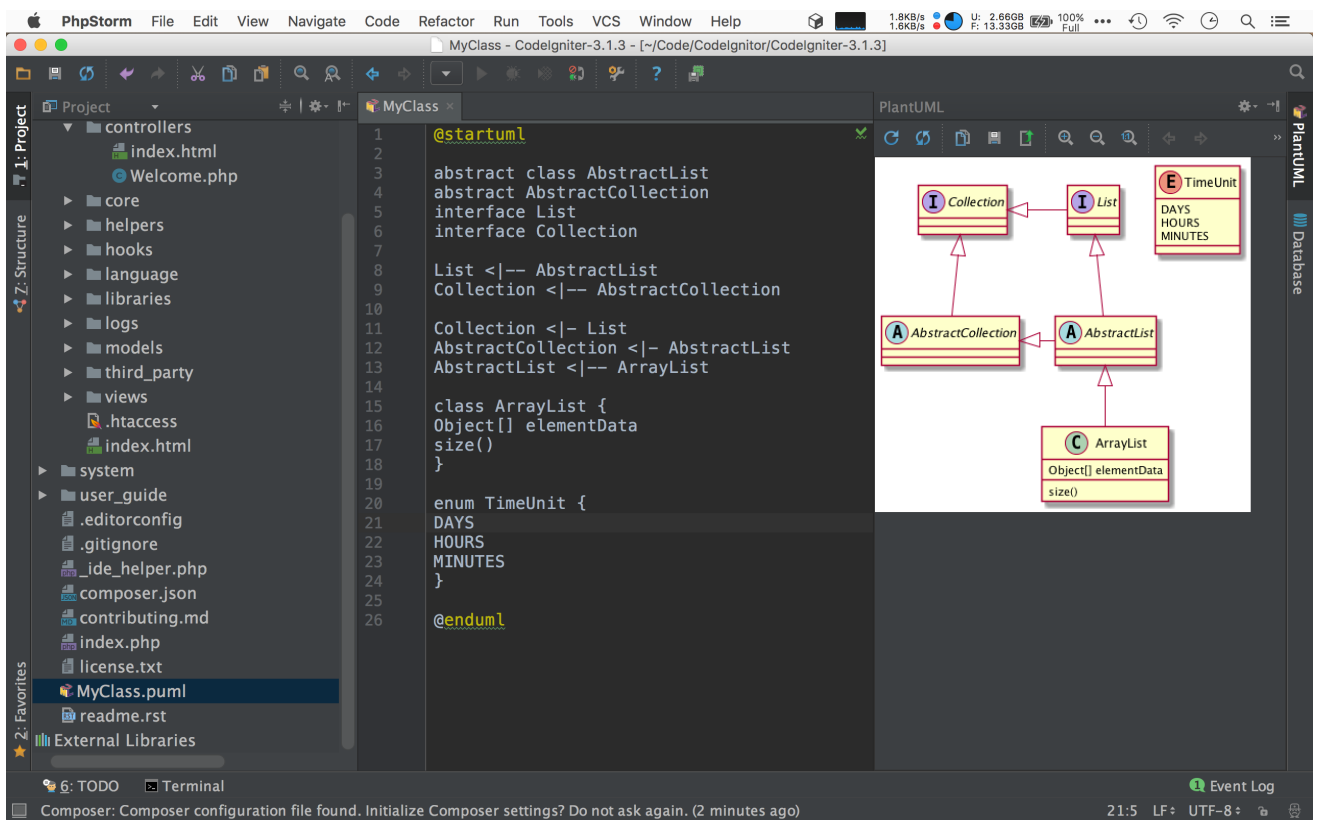 PhpStorm File Edit View Navigate Code Refactor Run Tools VCS Window Help 1.8KB/s U: 2.66GB 100%
1.6KB/s F: 13.33GB Full
MyClass - CodeIgniter-3.1.3 - [~/Code/CodeIgnitor/CodeIgniter-3.1.3]
1: Project
Z: Structure
2: Favorites
Project
controllers
index.html
Welcome.php
core
helpers
hooks
language
libraries
logs
models
third_party
views
.htaccess
index.html
system
user_guide
.editorconfig
.gitignore
_ide_helper.php
composer.json
contributing.md
index.php
license.txt
MyClass.puml
readme.rst
External Libraries
MyClass
1 @startuml
2
3 abstract class AbstractList
4 abstract AbstractCollection
5 interface List
6 interface Collection
7
8 List <|-- AbstractList
9 Collection <|-- AbstractCollection
10
11 Collection <|- List
12 AbstractCollection <|- AbstractList
13 AbstractList <|-- ArrayList
14
15 class ArrayList {
16 Object[] elementData
17 size()
18 }
19
20 enum TimeUnit {
21 DAYS
22 HOURS
23 MINUTES
24 }
25
26 @enduml
PlantUML
I Collection
I List
E TimeUnit
DAYS
HOURS
MINUTES
A AbstractCollection
A AbstractList
C ArrayList
Object[] elementData
size()
PlantUML
Database
6: TODO Terminal 1 Event Log
Composer: Composer configuration file found. Initialize Composer settings? Do not ask again. (2 minutes ago) 21:5 LF UTF-8